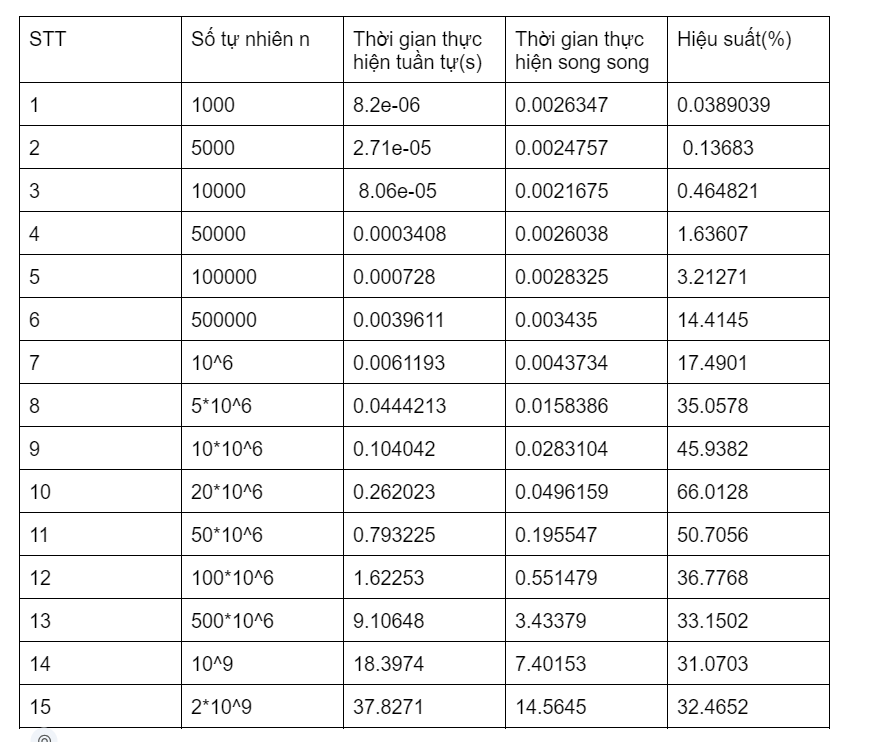 STT Số tự nhiên n Thời gian thực hiện tuần tự(s) Thời gian thực hiện song song Hiệu suất(%)
1 1000 8.2e-06 0.0026347 0.0389039
2 5000 2.71e-05 0.0024757 0.13683
3 10000 8.06e-05 0.0021675 0.464821
4 50000 0.0003408 0.0026038 1.63607
5 100000 0.000728 0.0028325 3.21271
6 500000 0.0039611 0.003435 14.4145
7 10^6 0.0061193 0.0043734 17.4901
8 5*10^6 0.0444213 0.0158386 35.0578
9 10*10^6 0.104042 0.0283104 45.9382
10 20*10^6 0.262023 0.0496159 66.0128
11 50*10^6 0.793225 0.195547 50.7056
12 100*10^6 1.62253 0.551479 36.7768
13 500*10^6 9.10648 3.43379 33.1502
14 10^9 18.3974 7.40153 31.0703
15 2*10^9 37.8271 14.5645 32.4652